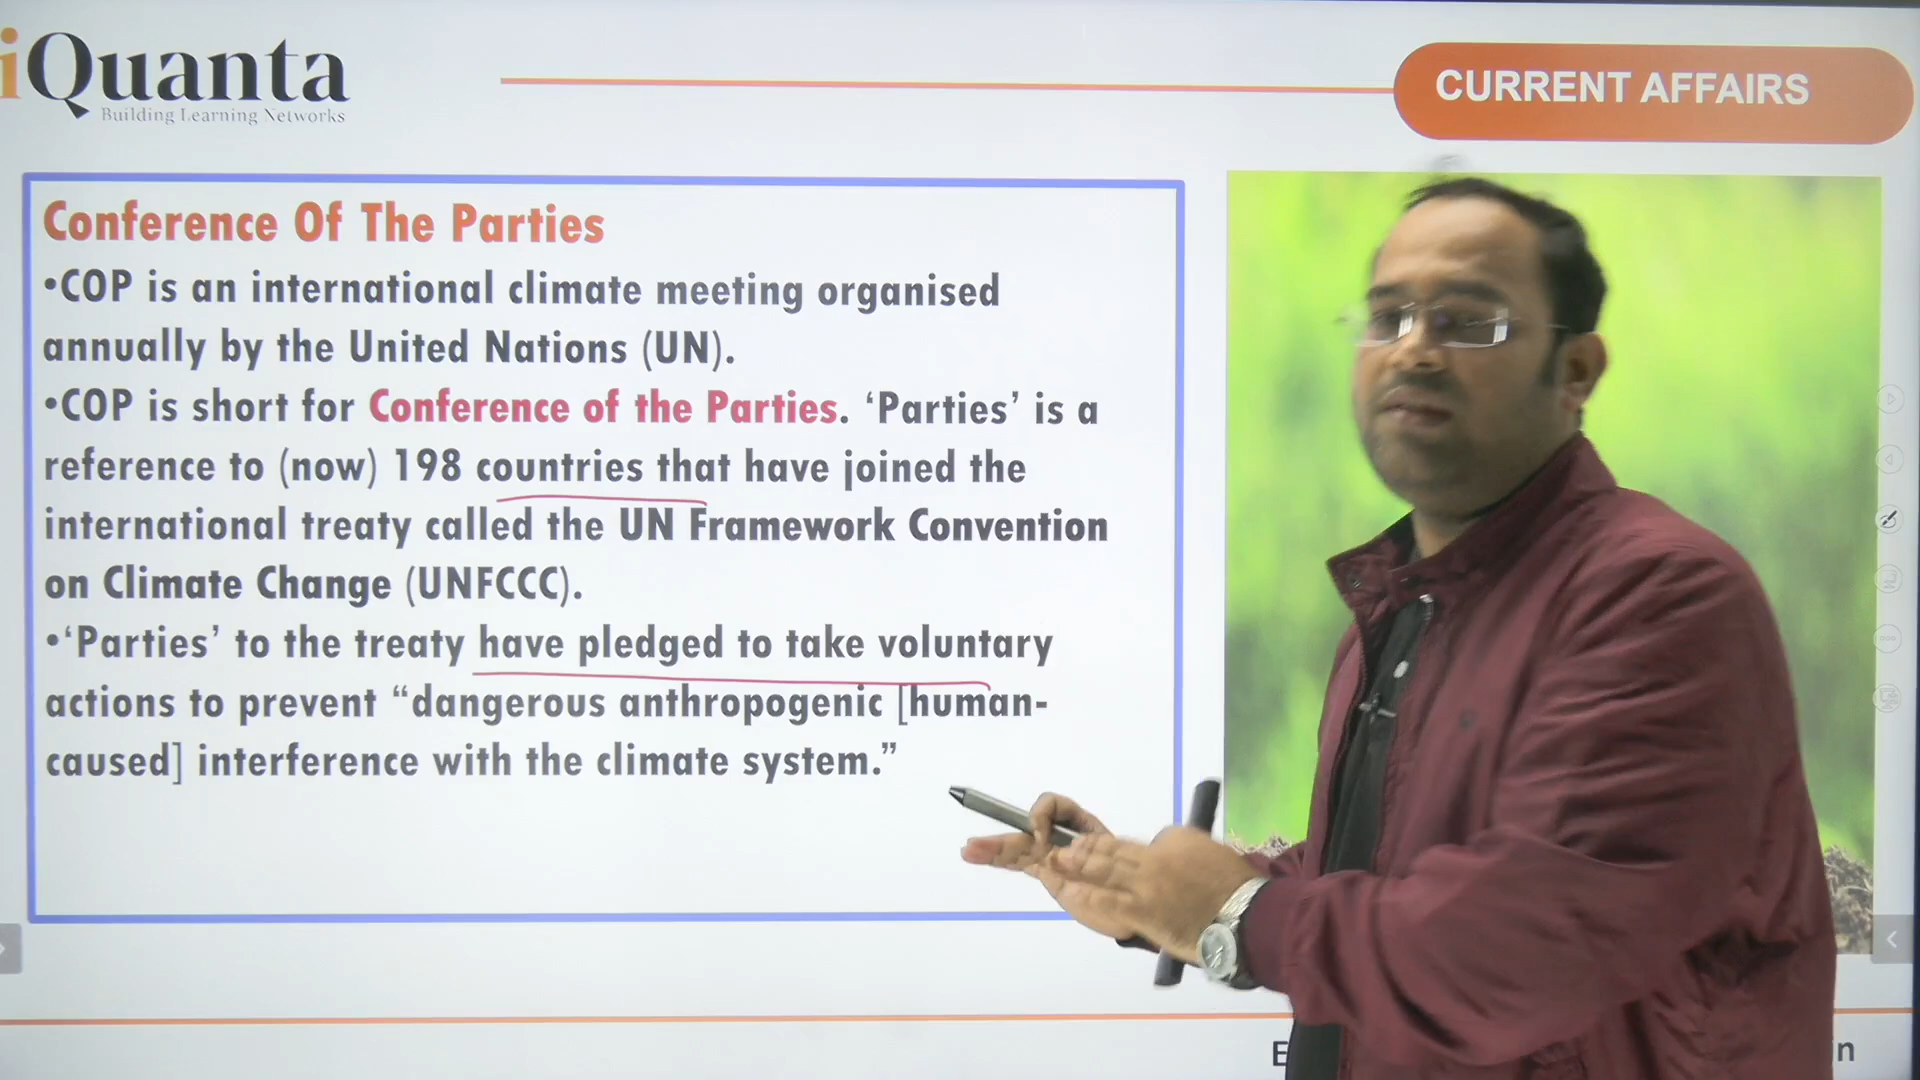 iQuanta
Building Learning Networks
CURRENT AFFAIRS
Conference Of The Parties
•COP is an international climate meeting organised
annually by the United Nations (UN).
•COP is short for Conference of the Parties. ‘Parties’ is a
reference to (now) 198 countries that have joined the
international treaty called the UN Framework Convention
on Climate Change (UNFCCC).
•‘Parties’ to the treaty have pledged to take voluntary
actions to prevent “dangerous anthropogenic [human-
caused] interference with the climate system.”